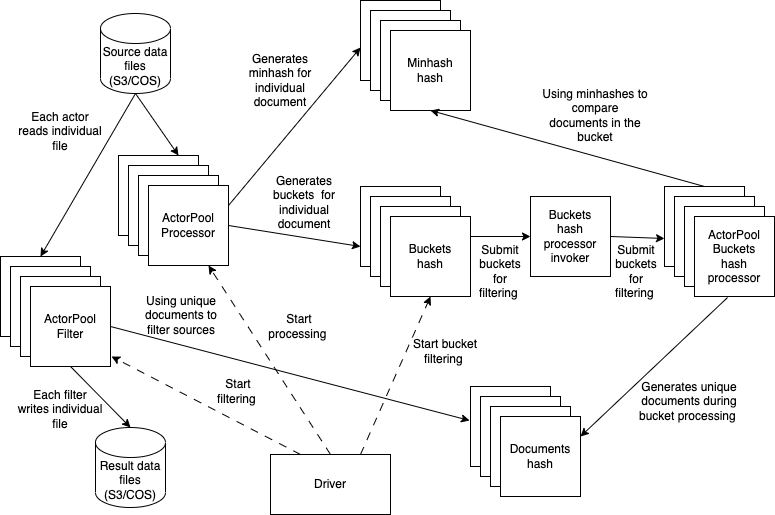 Source data
files
(S3/COS)
Generates
minhash for
individual
document
Minhash
hash
Each actor
reads individual
file
Using minhashes to
compare
documents in the
bucket
ActorPool
Processor
Generates
buckets for
individual
document
Buckets
hash
Submit
buckets for
filtering
Buckets
hash
processor
invoker
Submit
buckets for
filtering
ActorPool
Buckets
hash
processor
ActorPool
Filter
Using unique
documents to
filter sources
Start
processing
Start bucket
filtering
Each filter
writes individual
file
Start
filtering
Generates unique
documents during
bucket processing
Result data
files
(S3/COS)
Driver
Documents
hash